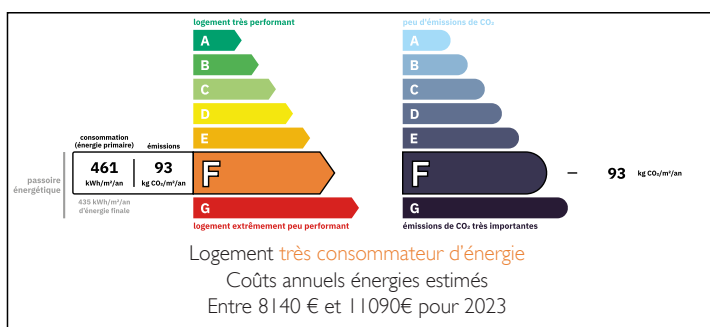 logement très performant
A
B
C
D
E
F
G
logement extrêmement peu performant
consommation
(énergie primaire)
émissions
461
kWh/m²/an
93
kg CO₂/m²/an
passoire
énergétique
435 kWh/m²/an
d'énergie finale
peu d'émissions de CO₂
A
B
C
D
E
F
G
93 kg CO₂/m²/an
émissions de CO₂ très importantes
Logement très consommateur d'énergie
Coûts annuels énergies estimés
Entre 8140 € et 11090€ pour 2023